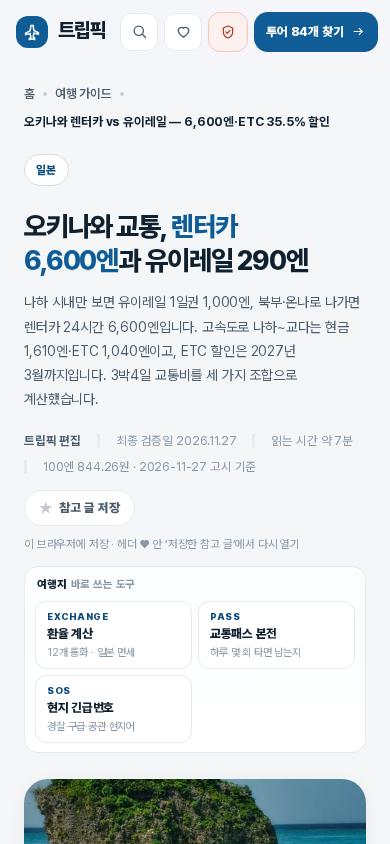 트립픽
투어 84개 찾기 →
홈 • 여행 가이드 •
오키나와 렌터카 vs 유이레일 — 6,600엔·ETC 35.5% 할인
일본
오키나와 교통, 렌터카
6,600엔과 유이레일 290엔
나하 시내만 보면 유이레일 1일권 1,000엔, 북부·온나로 나가면
렌터카 24시간 6,600엔입니다. 고속도로 나하~교다는 현금
1,610엔·ETC 1,040엔이고, ETC 할인은 2027년
3월까지입니다. 3박4일 교통비를 세 가지 조합으로
계산했습니다.
트립픽 편집 | 최종 검증일 2026.11.27 | 읽는 시간 약 7분
| 100엔 844.26원 · 2026-11-27 고시 기준
★ 참고 글 저장
이 브라우저에 저장 · 헤더 ♥ 안 ‘저장한 참고 글’에서 다시 열기
여행지 바로 쓰는 도구
EXCHANGE
환율 계산
12개 통화 · 일본 면세
PASS
교통패스 본전
하루 몇 회 타면 남는지
SOS
현지 긴급번호
경찰·구급·공관·현지어